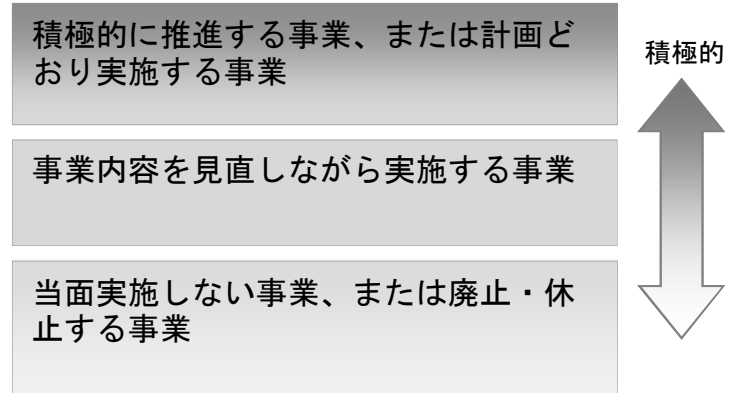 積極的に推進する事業、または計画ど
おり実施する事業
積極的
事業内容を見直しながら実施する事業
当面実施しない事業、または廃止・休
止する事業